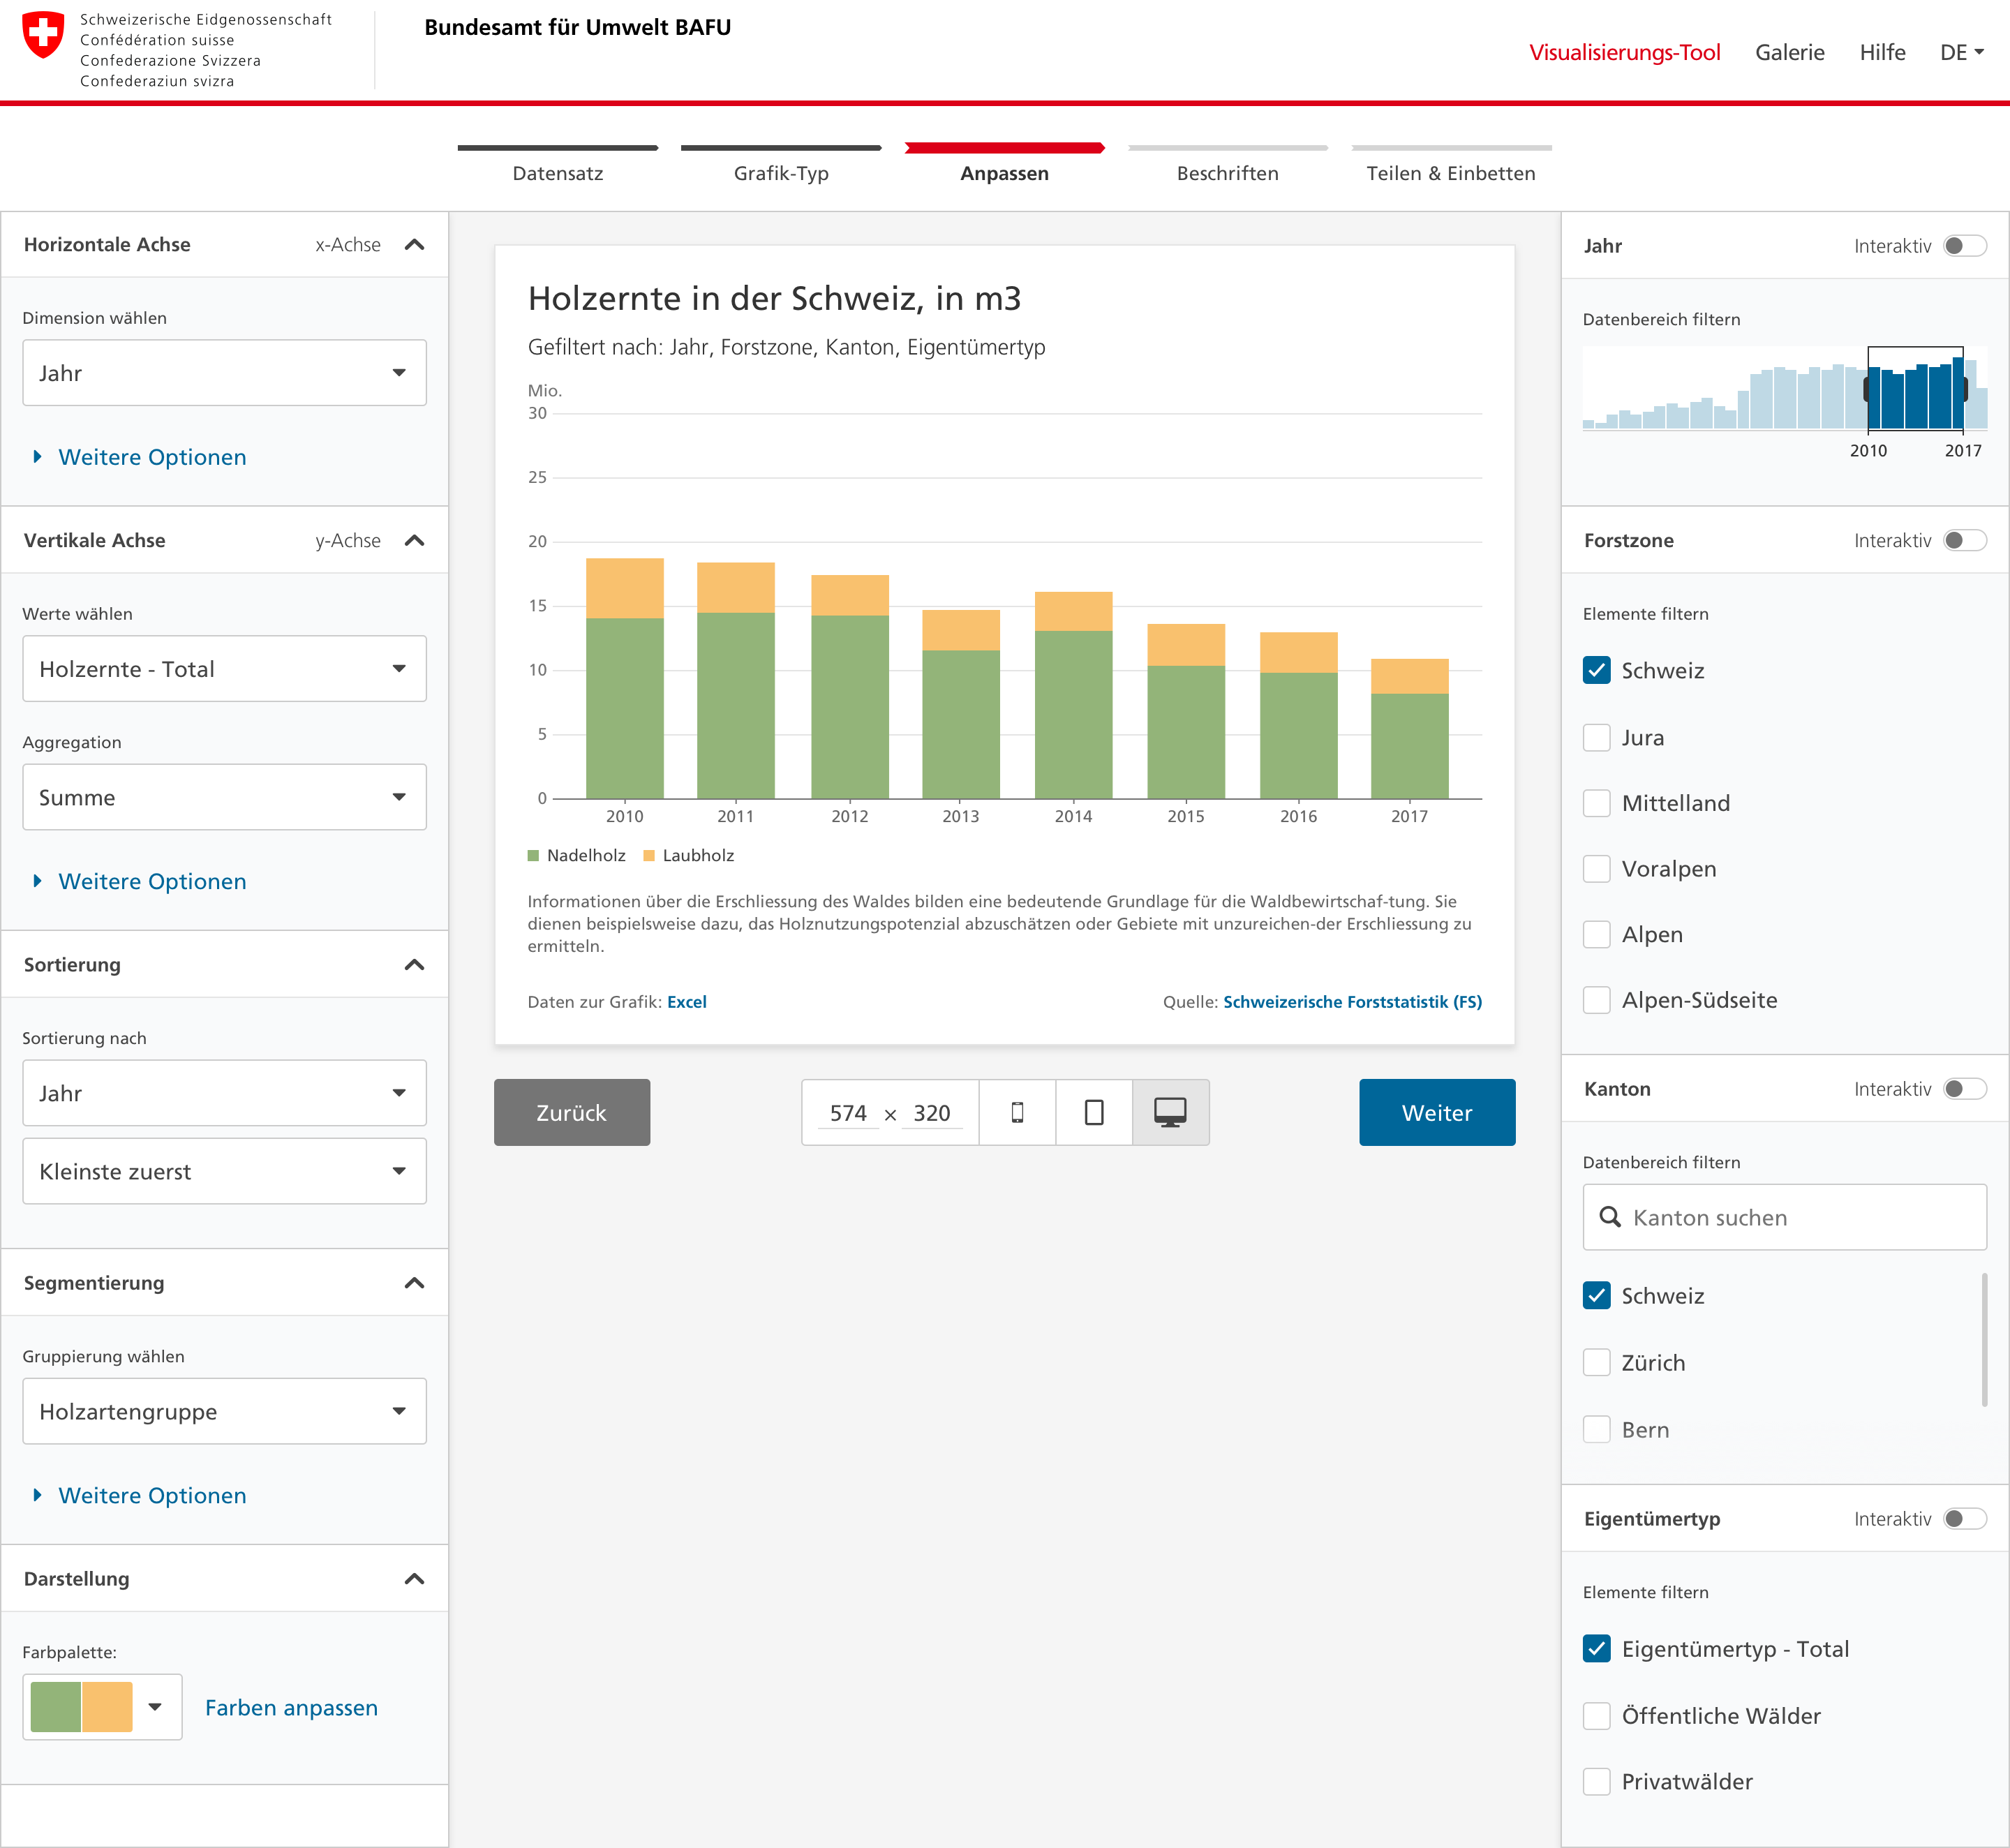 Schweizerische Eidgenossenschaft
Confédération suisse
Confederazione Svizzera
Confederaziun svizra
Bundesamt für Umwelt BAFU
Visualisierungs-Tool Galerie Hilfe DE
Datensatz Grafik-Typ Anpassen Beschriften Teilen & Einbetten
Horizontale Achse x-Achse
Dimension wählen
Jahr
Weitere Optionen
Vertikale Achse y-Achse
Werte wählen
Holzernte - Total
Aggregation
Summe
Weitere Optionen
Sortierung
Sortierung nach
Jahr
Kleinste zuerst
Segmentierung
Gruppierung wählen
Holzartengruppe
Weitere Optionen
Darstellung
Farbpalette:
Farben anpassen
Holzernte in der Schweiz, in m3
Gefiltert nach: Jahr, Forstzone, Kanton, Eigentümertyp
Mio.
30
25
20
15
10
5
0
2010 2011 2012 2013 2014 2015 2016 2017
Nadelholz Laubholz
Informationen über die Erschliessung des Waldes bilden eine bedeutende Grundlage für die Waldbewirtschaf-tung. Sie
dienen beispielsweise dazu, das Holznutzungspotenzial abzuschätzen oder Gebiete mit unzureichen-der Erschliessung zu
ermitteln.
Daten zur Grafik: Excel Quelle: Schweizerische Forststatistik (FS)
Zurück 574 × 320 Weiter
Jahr Interaktiv
Datenbereich filtern
2010 2017
Forstzone Interaktiv
Elemente filtern
Schweiz
Jura
Mittelland
Voralpen
Alpen
Alpen-Südseite
Kanton Interaktiv
Datenbereich filtern
Kanton suchen
Schweiz
Zürich
Bern
Eigentümertyp Interaktiv
Elemente filtern
Eigentümertyp - Total
Öffentliche Wälder
Privatwälder